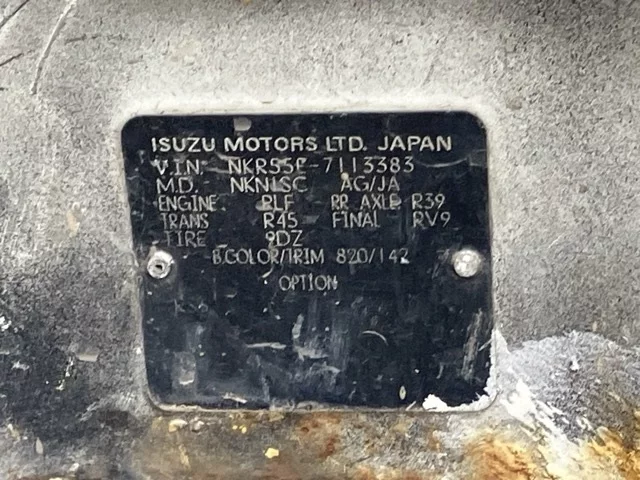 ISUZU MOTORS LTD. JAPAN
V.I.N. NKR55E-7113383
M.D. NKN1SC AG/JA
ENGINE PLF RR.AXLE R39
TRANS R45 FINAL RV9
TIRE 9DZ
B.COLOR/TRIM 820/142
OPTION